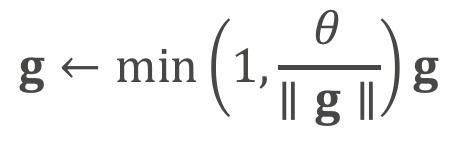 g ← min (1, θ / ‖ g ‖) g